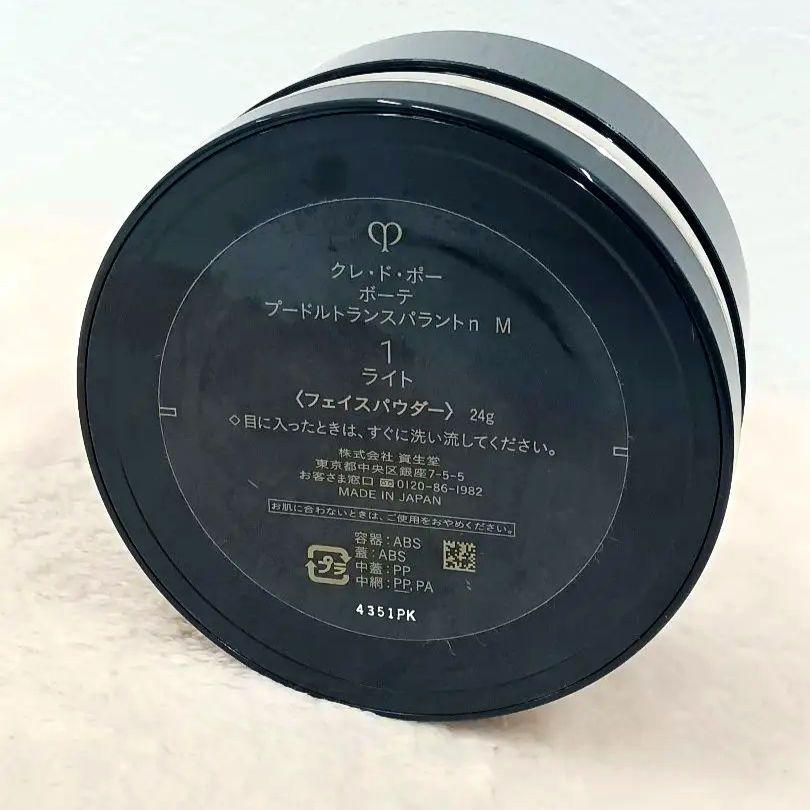 クレ・ド・ポー
ボーテ
プードルトランスパラントn M
1
ライト
〈フェイスパウダー〉 24g
◇目に入ったときは、すぐに洗い流してください。
株式会社 資生堂
東京都中央区銀座7-5-5
お客さま窓口 0120-86-1982
MADE IN JAPAN
お肌に合わないときは、ご使用をおやめください。
プラ
容器:ABS
蓋:ABS
中蓋:PP
中網:PP,PA
4351PK